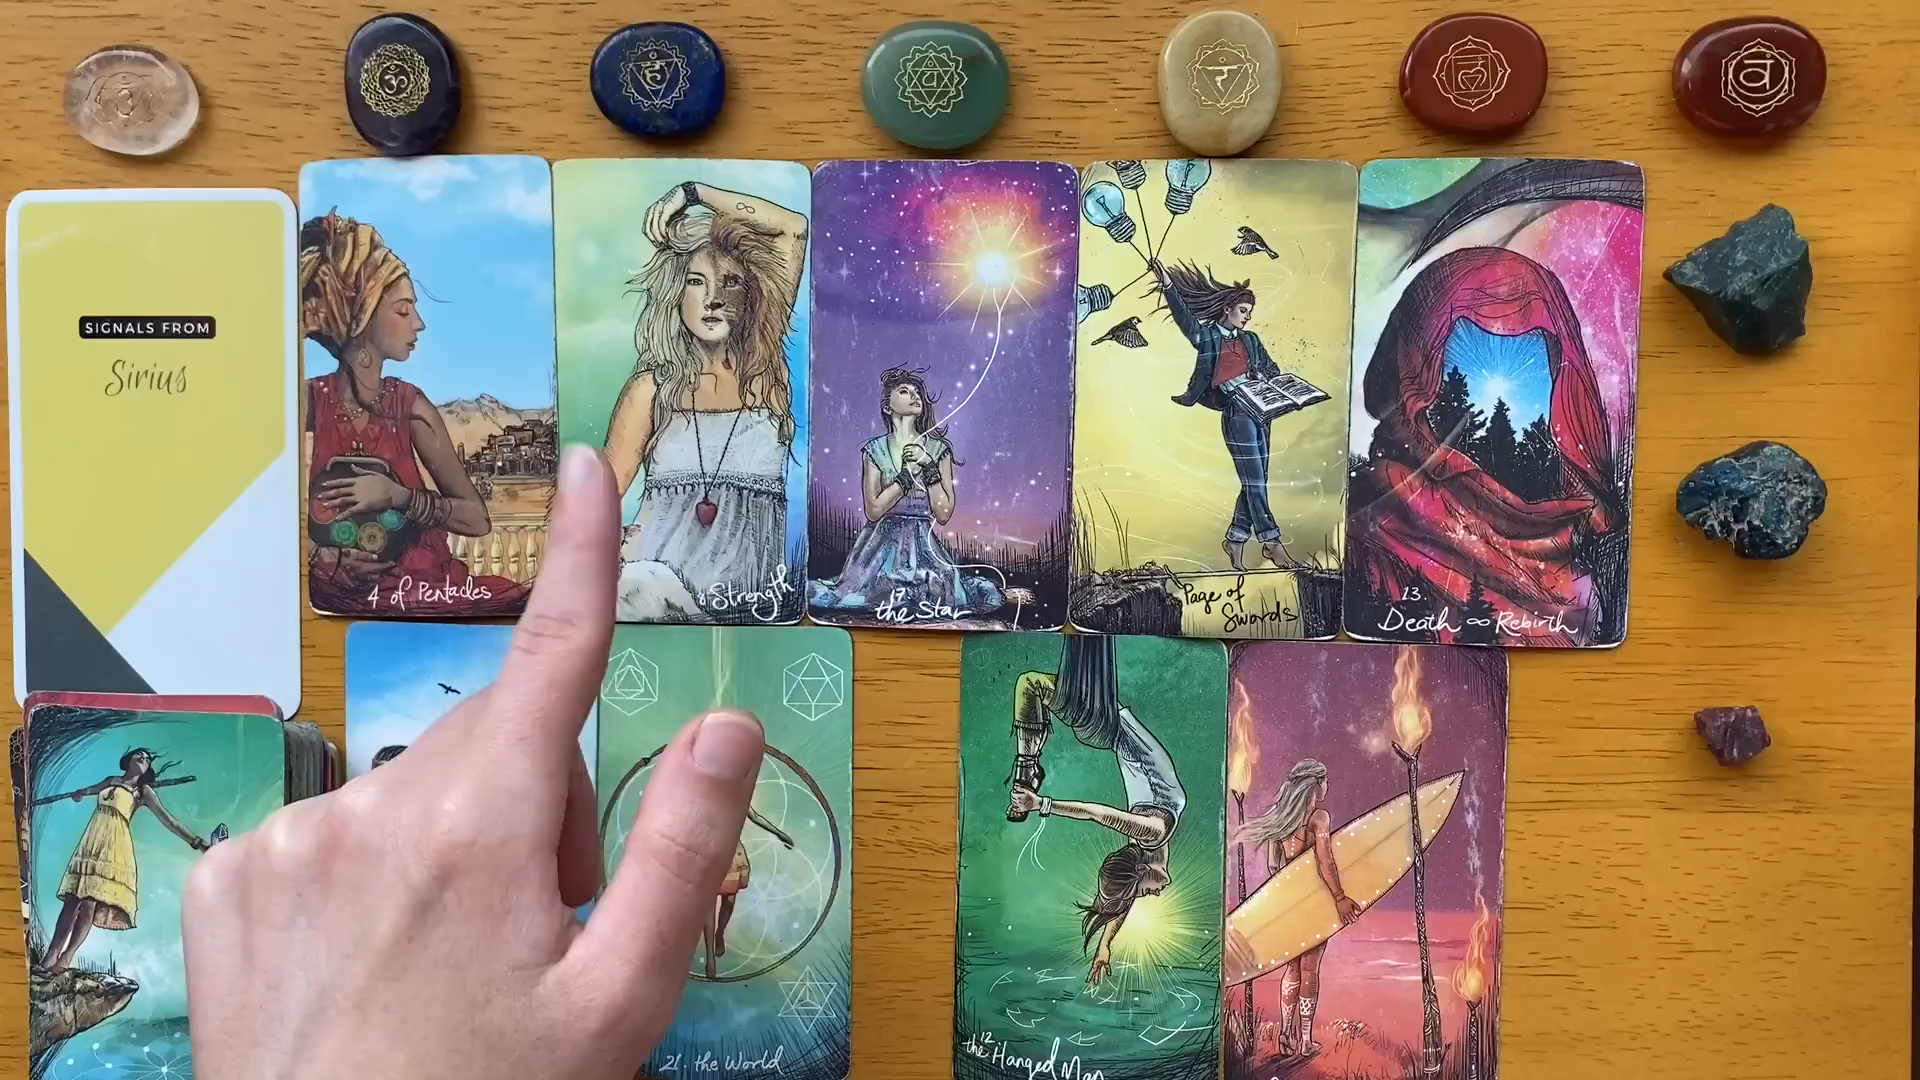 ॐ
हं
यं
रं
लं
वं
SIGNALS FROM
Sirius
4 of Pentacles
8 Strength
17
the Star
Page of
Swords
13.
Death ∞ Rebirth
21. the World
12
the Hanged Man